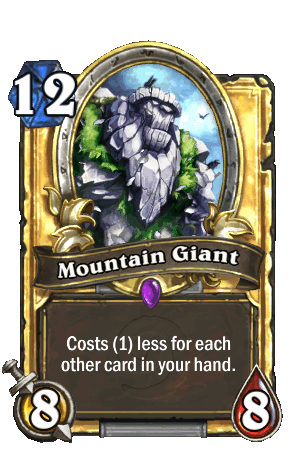 12
Mountain Giant
Costs (1) less for each
other card in your hand.
8
8